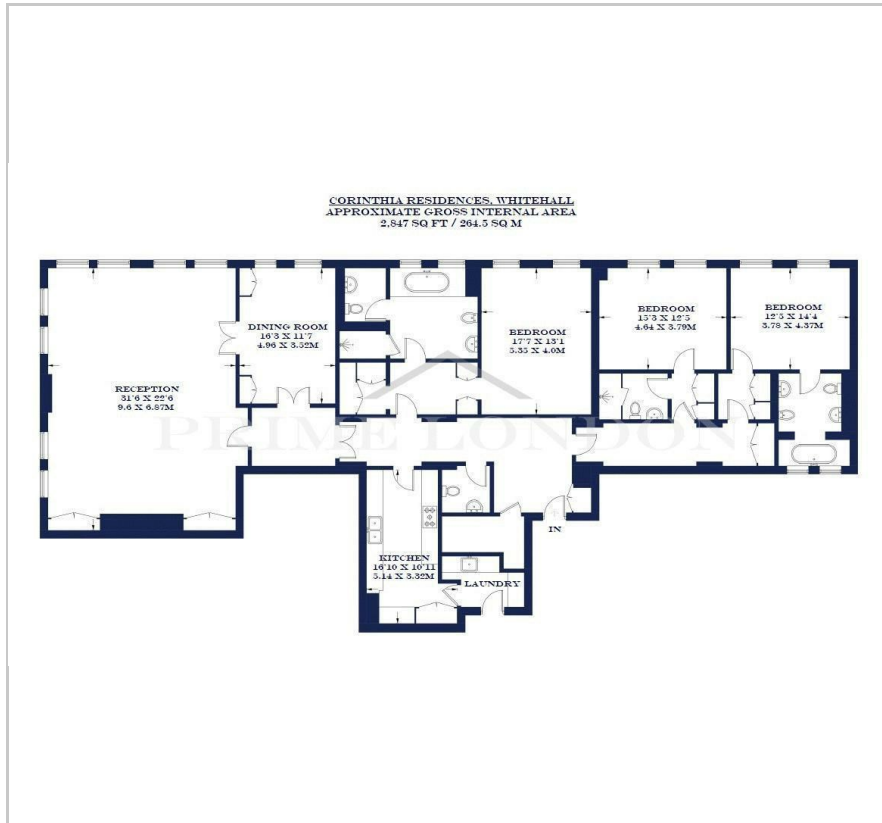 CORINTHIA RESIDENCES, WHITEHALL
APPROXIMATE GROSS INTERNAL AREA
2,847 SQ FT / 264.5 SQ M
DINING ROOM
16'3 X 11'7
4.96 X 3.52M
RECEPTION
31'6 X 22'6
9.6 X 6.87M
BEDROOM
17'7 X 13'1
5.35 X 4.0M
BEDROOM
15'3 X 12'5
4.64 X 3.79M
BEDROOM
12'5 X 14'4
3.78 X 4.37M
PRIME LONDON
IN
KITCHEN
16'10 X 10'11
5.14 X 3.32M
LAUNDRY